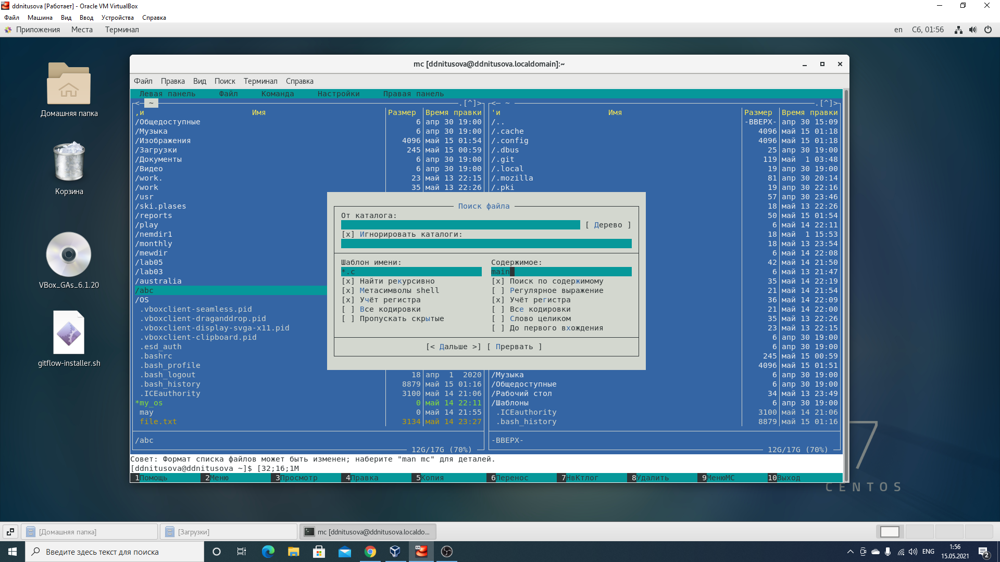 ddnitusova [Работает] - Oracle VM VirtualBox
Файл Машина Вид Ввод Устройства Справка
Приложения Места Терминал en Сб, 01:56
Домашняя папка
Корзина
VBox_GAs_6.1.20
gitflow-installer.sh
mc [ddnitusova@ddnitusova.localdomain]:~
Файл Правка Вид Поиск Терминал Справка
Левая панель Файл Команда Настройки Правая панель
<─ ~ .[^]>
,и Имя Размер Время правки
/Общедоступные 6 апр 30 19:00
/Музыка 6 апр 30 19:00
/Изображения 4096 май 15 01:54
/Загрузки 245 май 15 00:59
/Документы 6 апр 30 19:00
/Видео 6 апр 30 19:00
/work. 23 май 13 22:15
/work 35 май 13 22:26
/usr
/ski.plases
/reports
/play
/nemdir1
/monthly
/mewdir
/lab05
/lab03
/australia
/abc
/OS
.vboxclient-seamless.pid
.vboxclient-draganddrop.pid
.vboxclient-display-svga-x11.pid
.vboxclient-clipboard.pid
.esd_auth
.bashrc
.bash_profile
.bash_logout 18 апр 1 2020
.bash_history 8879 май 15 01:16
.ICEauthority 3100 май 14 21:06
*my_os 0 май 14 22:11
may 0 май 14 21:55
file.txt 3134 май 14 23:27
/abc
12G/17G (70%)
<─ ~ .[^]>
'и Имя Размер Время правки
/.. -ВВЕРХ- апр 30 15:09
/.cache 4096 май 15 01:18
/.config 4096 май 15 01:18
/.dbus 25 апр 30 19:00
/.git 119 май 1 03:48
/.local 19 апр 30 19:00
/.mozilla 81 апр 30 20:14
/.pki 19 апр 30 22:16
57 апр 30 23:46
18 май 13 22:26
50 май 15 01:54
6 май 14 22:11
18 май 1 15:53
18 май 13 23:54
6 май 14 22:08
42 май 14 21:50
6 май 13 21:47
35 май 14 22:19
21 май 14 21:54
36 май 14 22:09
21 май 14 22:00
35 май 13 22:26
23 май 13 22:15
6 апр 30 19:00
6 апр 30 19:00
245 май 15 00:59
4096 май 15 01:51
/Музыка 6 апр 30 19:00
/Общедоступные 6 апр 30 19:00
/Рабочий стол 34 май 13 23:49
/Шаблоны 6 апр 30 19:00
.ICEauthority 3100 май 14 21:06
.bash_history 8879 май 15 01:16
-ВВЕРХ-
12G/17G (70%)
Поиск файла
От каталога:
[ Дерево ]
[x] Игнорировать каталоги:
Шаблон имени: Содержимое:
*.c main
[x] Найти рекурсивно [x] Поиск по содержимому
[x] Метасимволы shell [ ] Регулярное выражение
[x] Учёт регистра [x] Учёт регистра
[ ] Все кодировки [ ] Все кодировки
[ ] Пропускать скрытые [ ] Слово целиком
[ ] До первого вхождения
[< Дальше >] [ Прервать ]
Совет: Формат списка файлов может быть изменен; наберите "man mc" для деталей.
[ddnitusova@ddnitusova ~]$ [32;16;1M
1Помощь 2Меню 3Просмотр 4Правка 5Копия 6Перенос 7НвКтлог 8Удалить 9МенюМС 10Выход
7
CENTOS
[Домашняя папка] [Загрузки] mc [ddnitusova@ddnitusova.localdo...
Введите здесь текст для поиска
64
ENG
1:56
15.05.2021
2